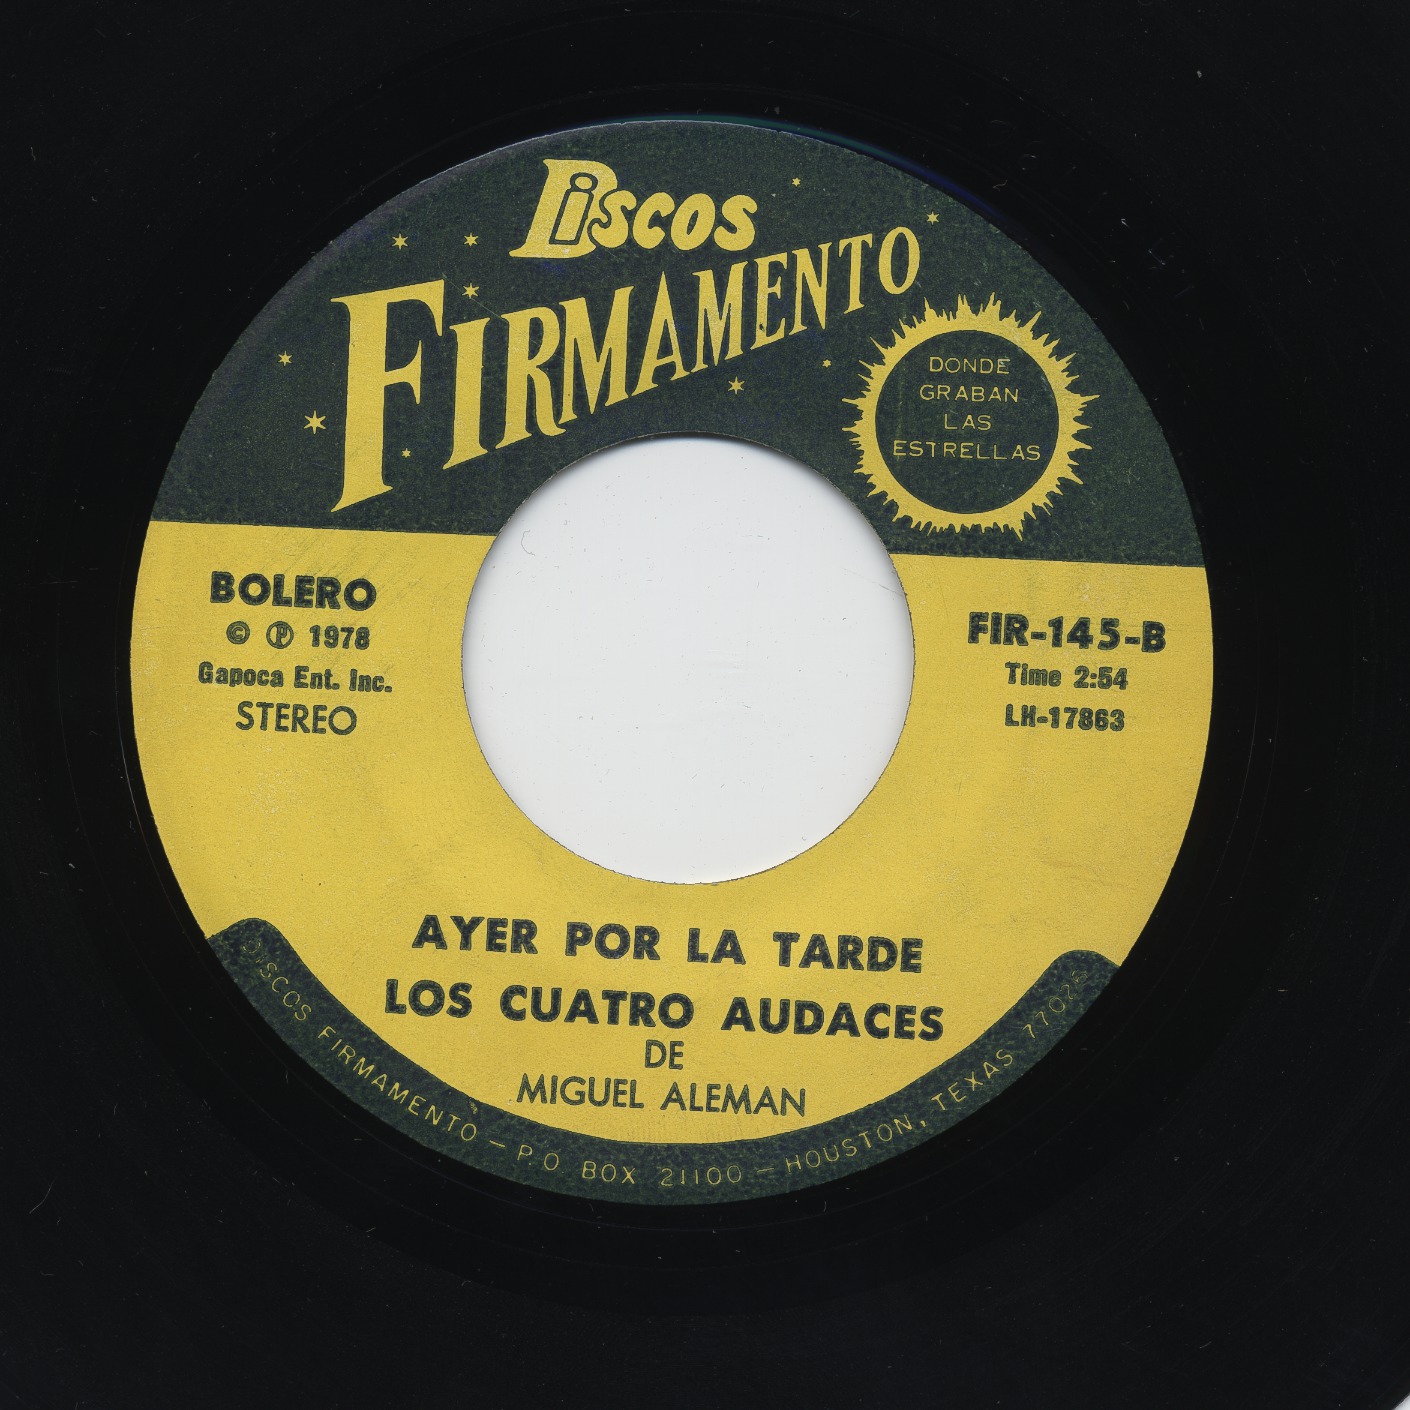 Discos
FIRMAMENTO
DONDE
GRABAN
LAS
ESTRELLAS
BOLERO
© ℗ 1978
Gapoca Ent. Inc.
STEREO
FIR-145-B
Time 2:54
LH-17863
AYER POR LA TARDE
LOS CUATRO AUDACES
DE
MIGUEL ALEMAN
DISCOS FIRMAMENTO — P.O. BOX 21100 — HOUSTON, TEXAS 77026